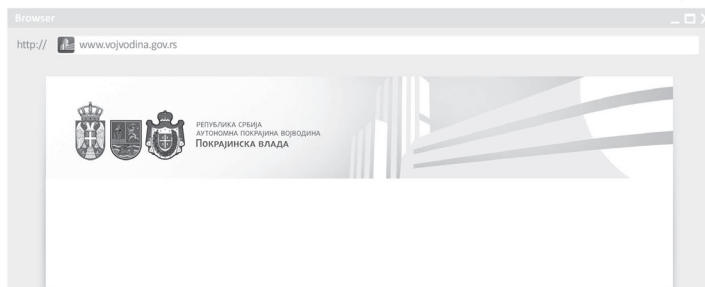 Browser
http:// www.vojvodina.gov.rs
РЕПУБЛИКА СРБИЈА
АУТОНОМНА ПОКРАЈИНА ВОЈВОДИНА
ПОКРАЈИНСКА ВЛАДА